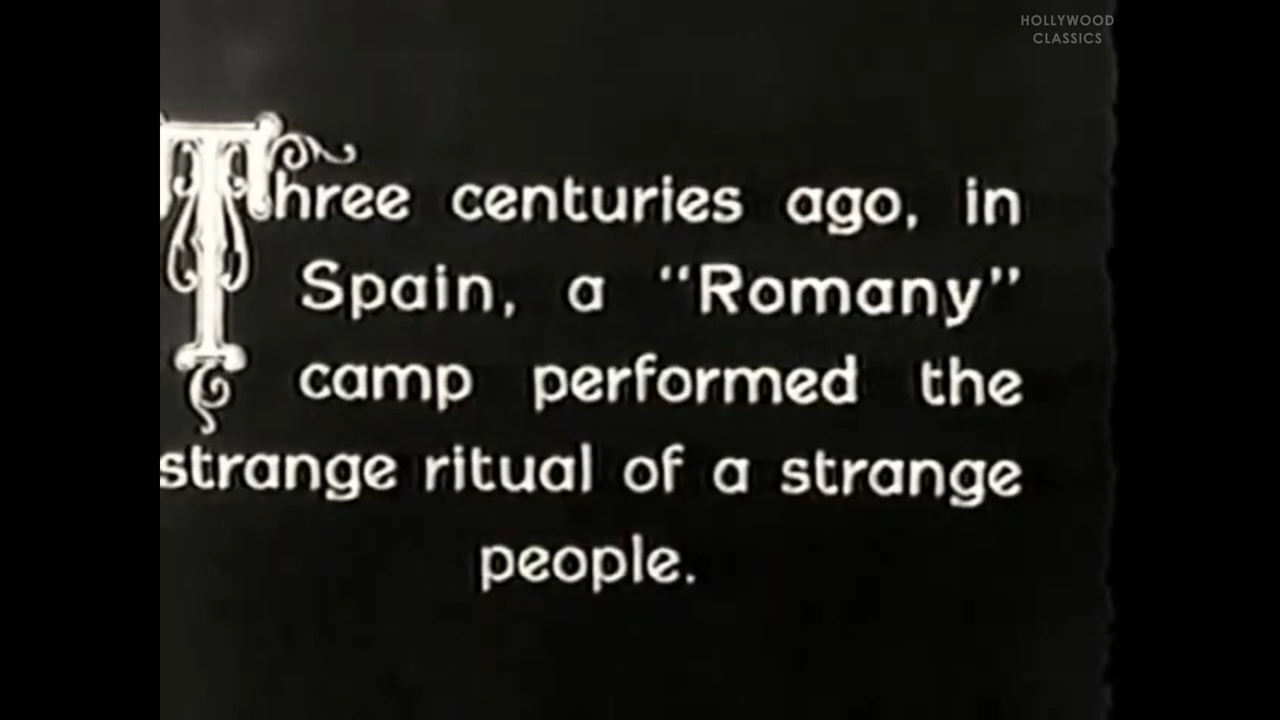 HOLLYWOOD
CLASSICS
Three centuries ago, in
Spain, a “Romany”
camp performed the
strange ritual of a strange
people.